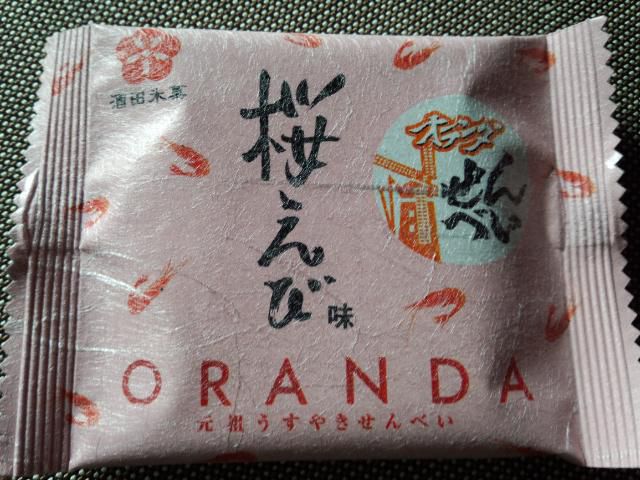 酒田米菓
桜えび味
オランダ
せんべい
ORANDA
元祖うすやきせんべい